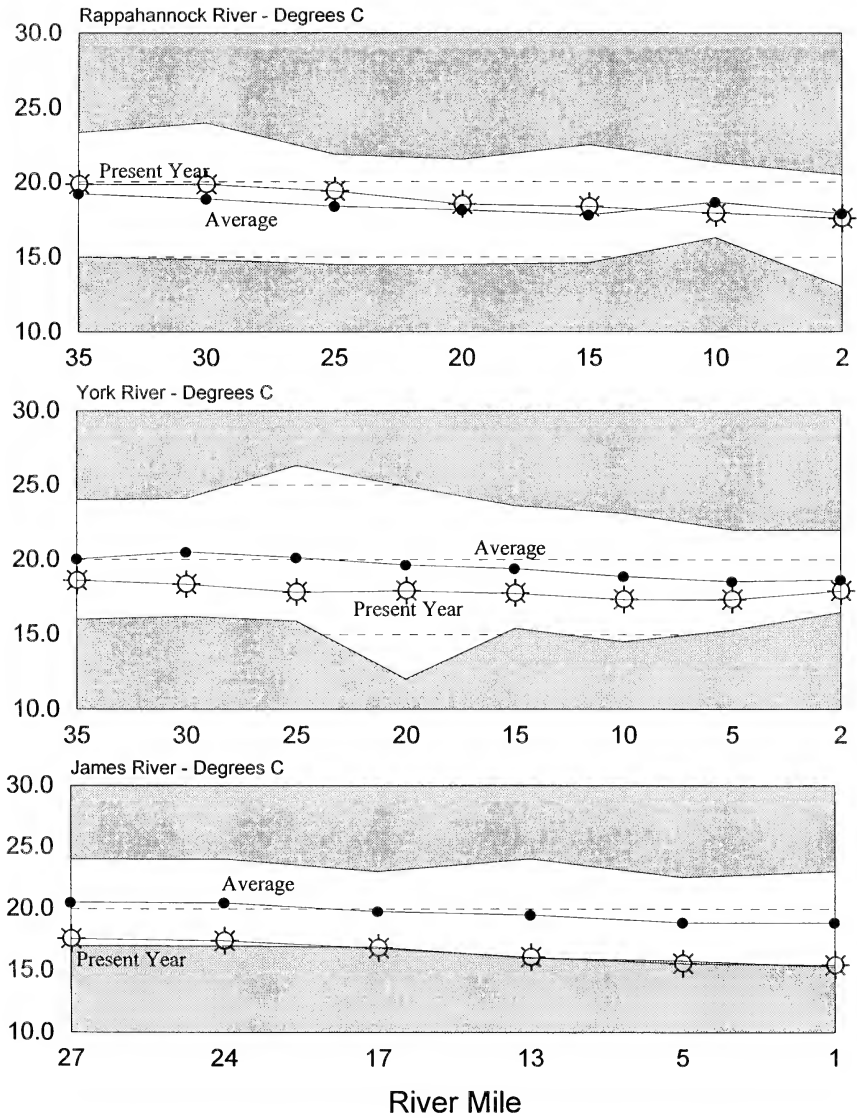 Rappahannock River - Degrees C
30.0
25.0
20.0
15.0
10.0
Present Year
Average
35 30 25 20 15 10 2
York River - Degrees C
30.0
25.0
20.0
15.0
10.0
Average
Present Year
35 30 25 20 15 10 5 2
James River - Degrees C
30.0
25.0
20.0
15.0
10.0
Average
Present Year
27 24 17 13 5 1
River Mile